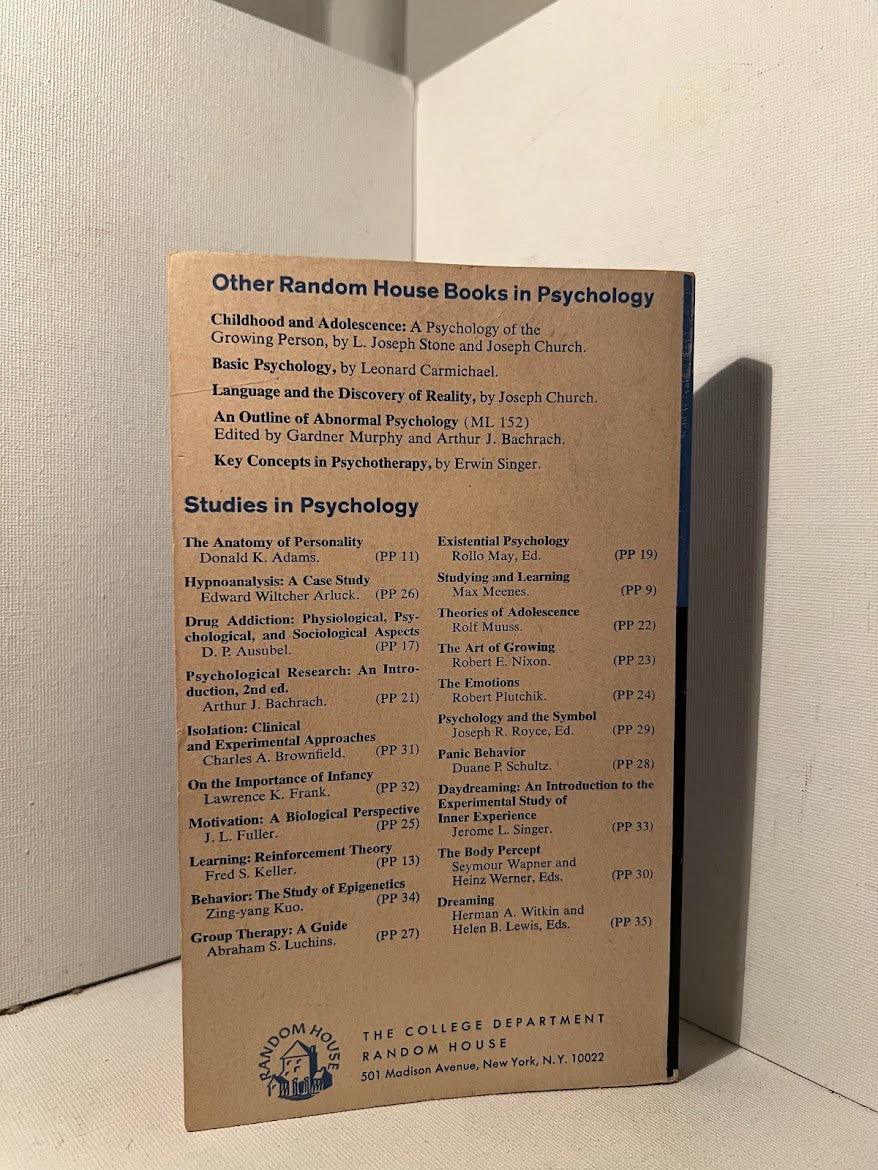 Other Random House Books in Psychology
Childhood and Adolescence: A Psychology of the
Growing Person, by L. Joseph Stone and Joseph Church.
Basic Psychology, by Leonard Carmichael.
Language and the Discovery of Reality, by Joseph Church.
An Outline of Abnormal Psychology (ML 152)
Edited by Gardner Murphy and Arthur J. Bachrach.
Key Concepts in Psychotherapy, by Erwin Singer.
Studies in Psychology
The Anatomy of Personality
Donald K. Adams. (PP 11)
Hypnoanalysis: A Case Study
Edward Wiltcher Arluck. (PP 26)
Drug Addiction: Physiological, Psy-
chological, and Sociological Aspects
D. P. Ausubel. (PP 17)
Psychological Research: An Intro-
duction, 2nd ed.
Arthur J. Bachrach. (PP 21)
Isolation: Clinical
and Experimental Approaches
Charles A. Brownfield. (PP 31)
On the Importance of Infancy
Lawrence K. Frank. (PP 32)
Motivation: A Biological Perspective
J. L. Fuller. (PP 25)
Learning: Reinforcement Theory
Fred S. Keller. (PP 13)
Behavior: The Study of Epigenetics
Zing-yang Kuo. (PP 34)
Group Therapy: A Guide
Abraham S. Luchins. (PP 27)
Existential Psychology
Rollo May, Ed. (PP 19)
Studying and Learning
Max Meenes. (PP 9)
Theories of Adolescence
Rolf Muuss. (PP 22)
The Art of Growing
Robert E. Nixon. (PP 23)
The Emotions
Robert Plutchik. (PP 24)
Psychology and the Symbol
Joseph R. Royce, Ed. (PP 29)
Panic Behavior
Duane P. Schultz. (PP 28)
Daydreaming: An Introduction to the
Experimental Study of
Inner Experience
Jerome L. Singer. (PP 33)
The Body Percept
Seymour Wapner and
Heinz Werner, Eds. (PP 30)
Dreaming
Herman A. Witkin and
Helen B. Lewis, Eds. (PP 35)
RANDOM HOUSE
THE COLLEGE DEPARTMENT
RANDOM HOUSE
501 Madison Avenue, New York, N.Y. 10022